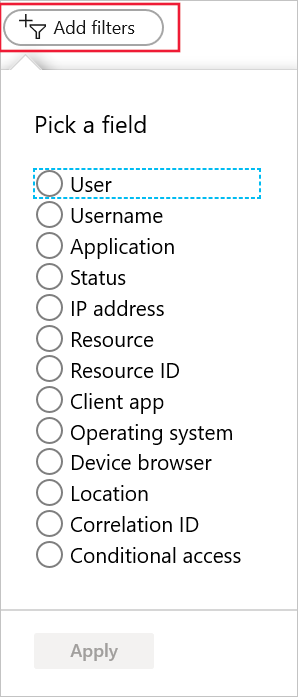 Add filters
Pick a field
User
Username
Application
Status
IP address
Resource
Resource ID
Client app
Operating system
Device browser
Location
Correlation ID
Conditional access
Apply